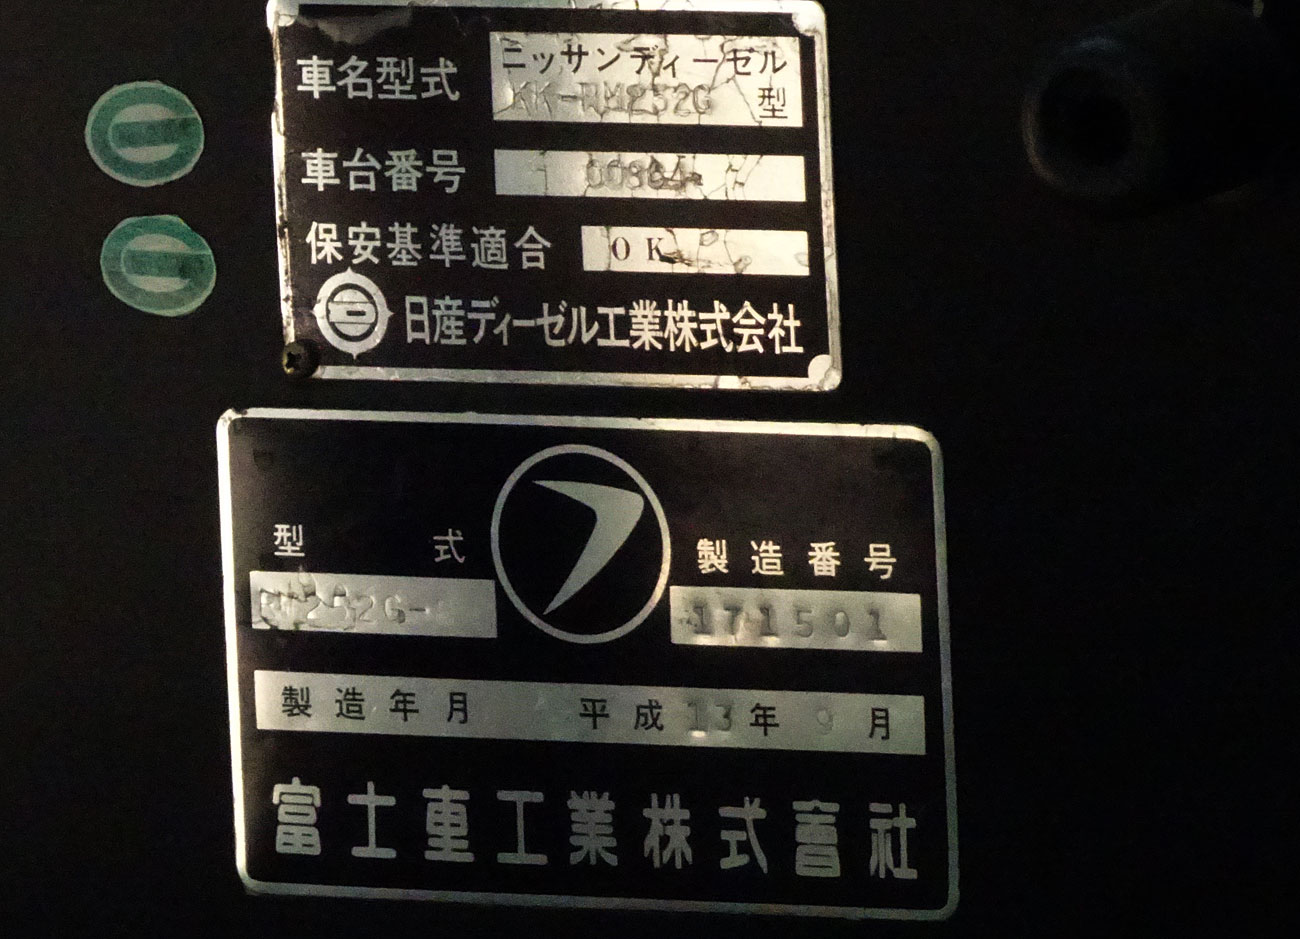 車名型式 ニッサンディーゼル
KK-RM252G 型
車台番号 00864
保安基準適合 OK
日産ディーゼル工業株式会社
型式 製造番号
RM252G- 171501
製造年月 平成13年9月
富士重工業株式會社